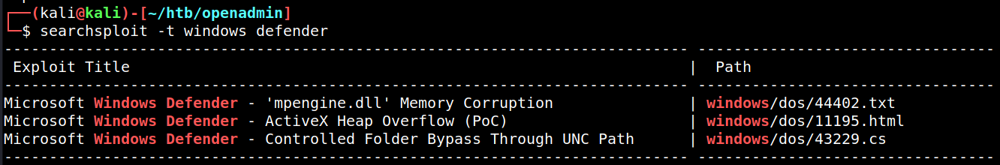 ┌──(kali@kali)-[~/htb/openadmin]
└─$ searchsploit -t windows defender
--------------------------------------------------------------------------- ---------------------------------
 Exploit Title                                                             |  Path
--------------------------------------------------------------------------- ---------------------------------
Microsoft Windows Defender - 'mpengine.dll' Memory Corruption              | windows/dos/44402.txt
Microsoft Windows Defender - ActiveX Heap Overflow (PoC)                   | windows/dos/11195.html
Microsoft Windows Defender - Controlled Folder Bypass Through UNC Path     | windows/dos/43229.cs
--------------------------------------------------------------------------- ---------------------------------